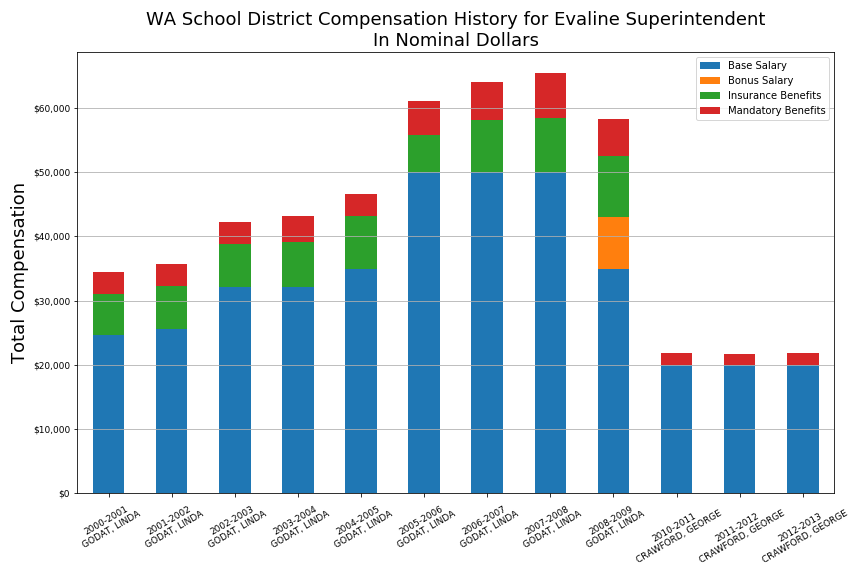 WA School District Compensation History for Evaline Superintendent
In Nominal Dollars
Base Salary
Bonus Salary
Insurance Benefits
Mandatory Benefits
Total Compensation
$60,000
$50,000
$40,000
$30,000
$20,000
$10,000
$0
2000-2001
GODAT, LINDA
2001-2002
GODAT, LINDA
2002-2003
GODAT, LINDA
2003-2004
GODAT, LINDA
2004-2005
GODAT, LINDA
2005-2006
GODAT, LINDA
2006-2007
GODAT, LINDA
2007-2008
GODAT, LINDA
2008-2009
GODAT, LINDA
2010-2011
CRAWFORD, GEORGE
2011-2012
CRAWFORD, GEORGE
2012-2013
CRAWFORD, GEORGE